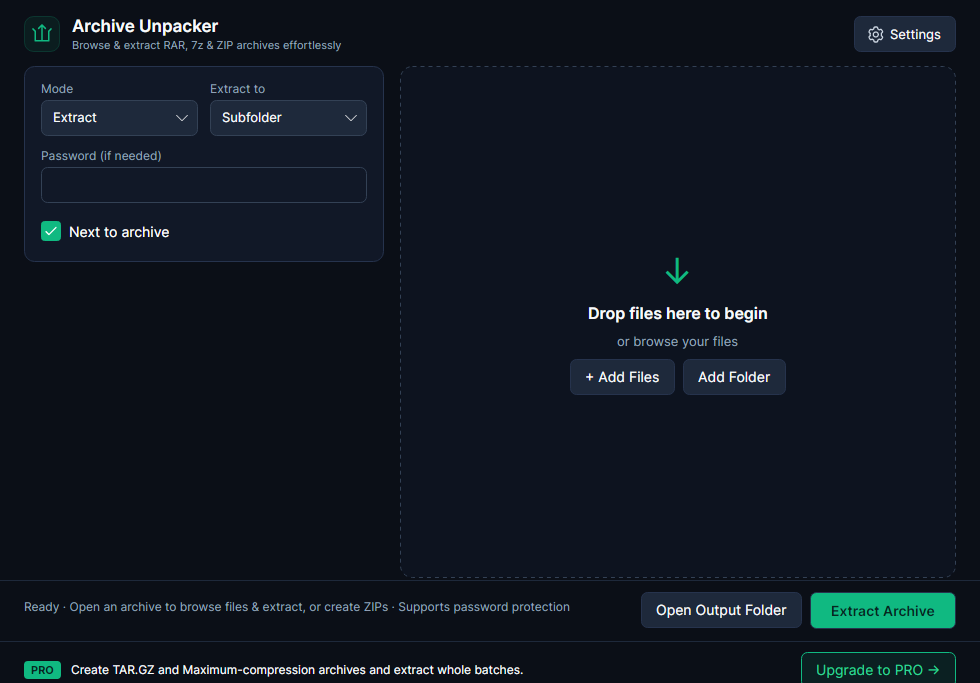 Archive Unpacker
Browse & extract RAR, 7z & ZIP archives effortlessly
Settings
Mode
Extract to
Extract
Subfolder
Password (if needed)
Next to archive
Drop files here to begin
or browse your files
+ Add Files
Add Folder
Ready · Open an archive to browse files & extract, or create ZIPs · Supports password protection
Open Output Folder
Extract Archive
PRO
Create TAR.GZ and Maximum-compression archives and extract whole batches.
Upgrade to PRO →